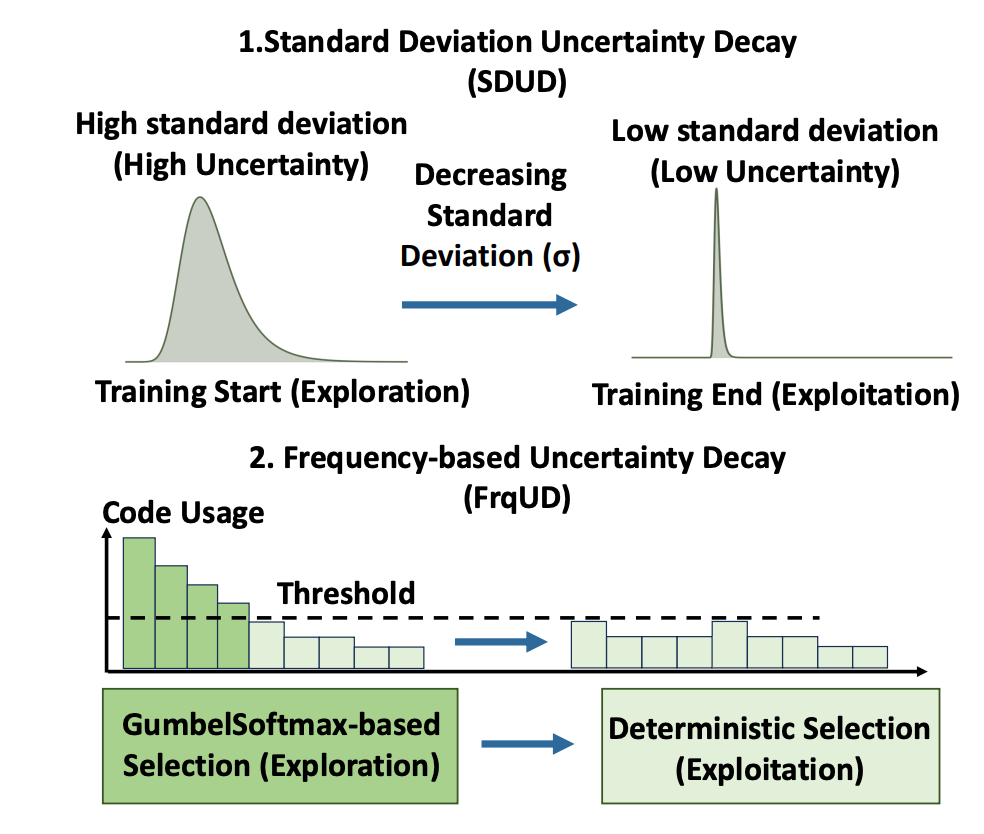 1.Standard Deviation Uncertainty Decay
(SDUD)
High standard deviation
(High Uncertainty)
Decreasing
Standard
Deviation (σ)
Low standard deviation
(Low Uncertainty)
Training Start (Exploration)
Training End (Exploitation)
2. Frequency-based Uncertainty Decay
(FrqUD)
Code Usage
Threshold
GumbelSoftmax-based
Selection (Exploration)
Deterministic Selection
(Exploitation)